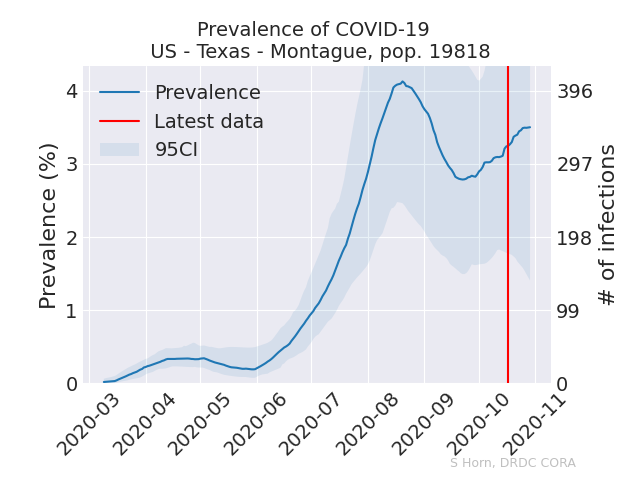 Prevalence of COVID-19
US - Texas - Montague, pop. 19818
Prevalence
Latest data
95CI
Prevalence (%)
4
3
2
1
0
396
297
198
99
0
# of infections
2020-03
2020-04
2020-05
2020-06
2020-07
2020-08
2020-09
2020-10
2020-11
S Horn, DRDC CORA